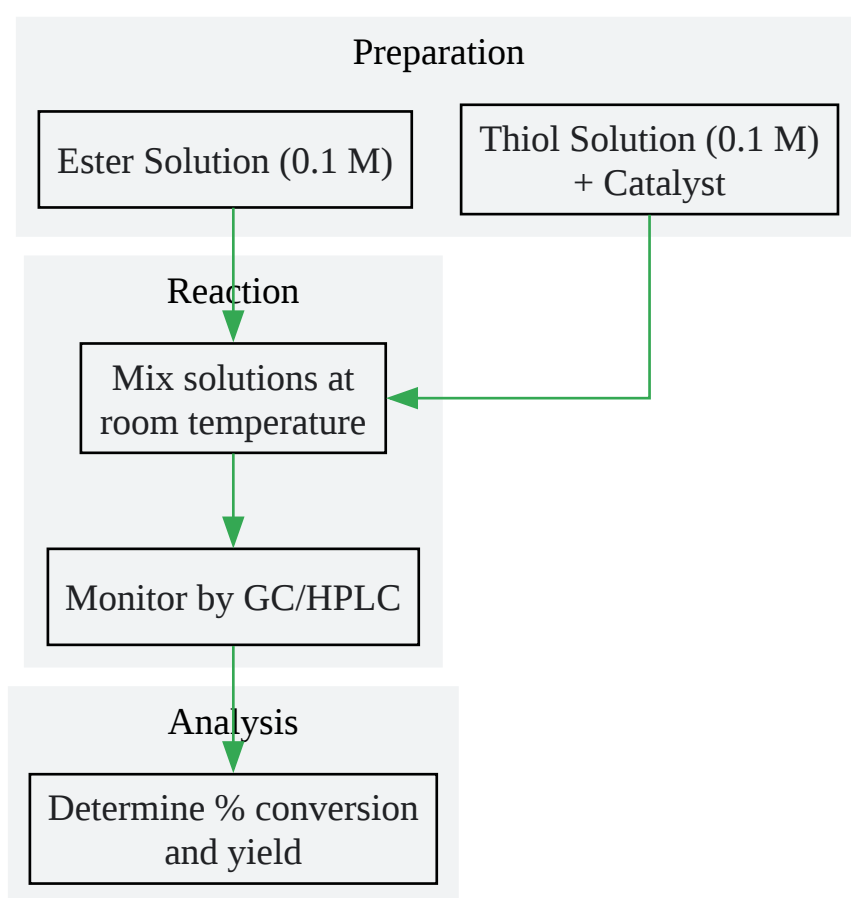 Preparation
Ester Solution (0.1 M)
Thiol Solution (0.1 M)
+ Catalyst
Reaction
Mix solutions at
room temperature
Monitor by GC/HPLC
Analysis
Determine % conversion
and yield